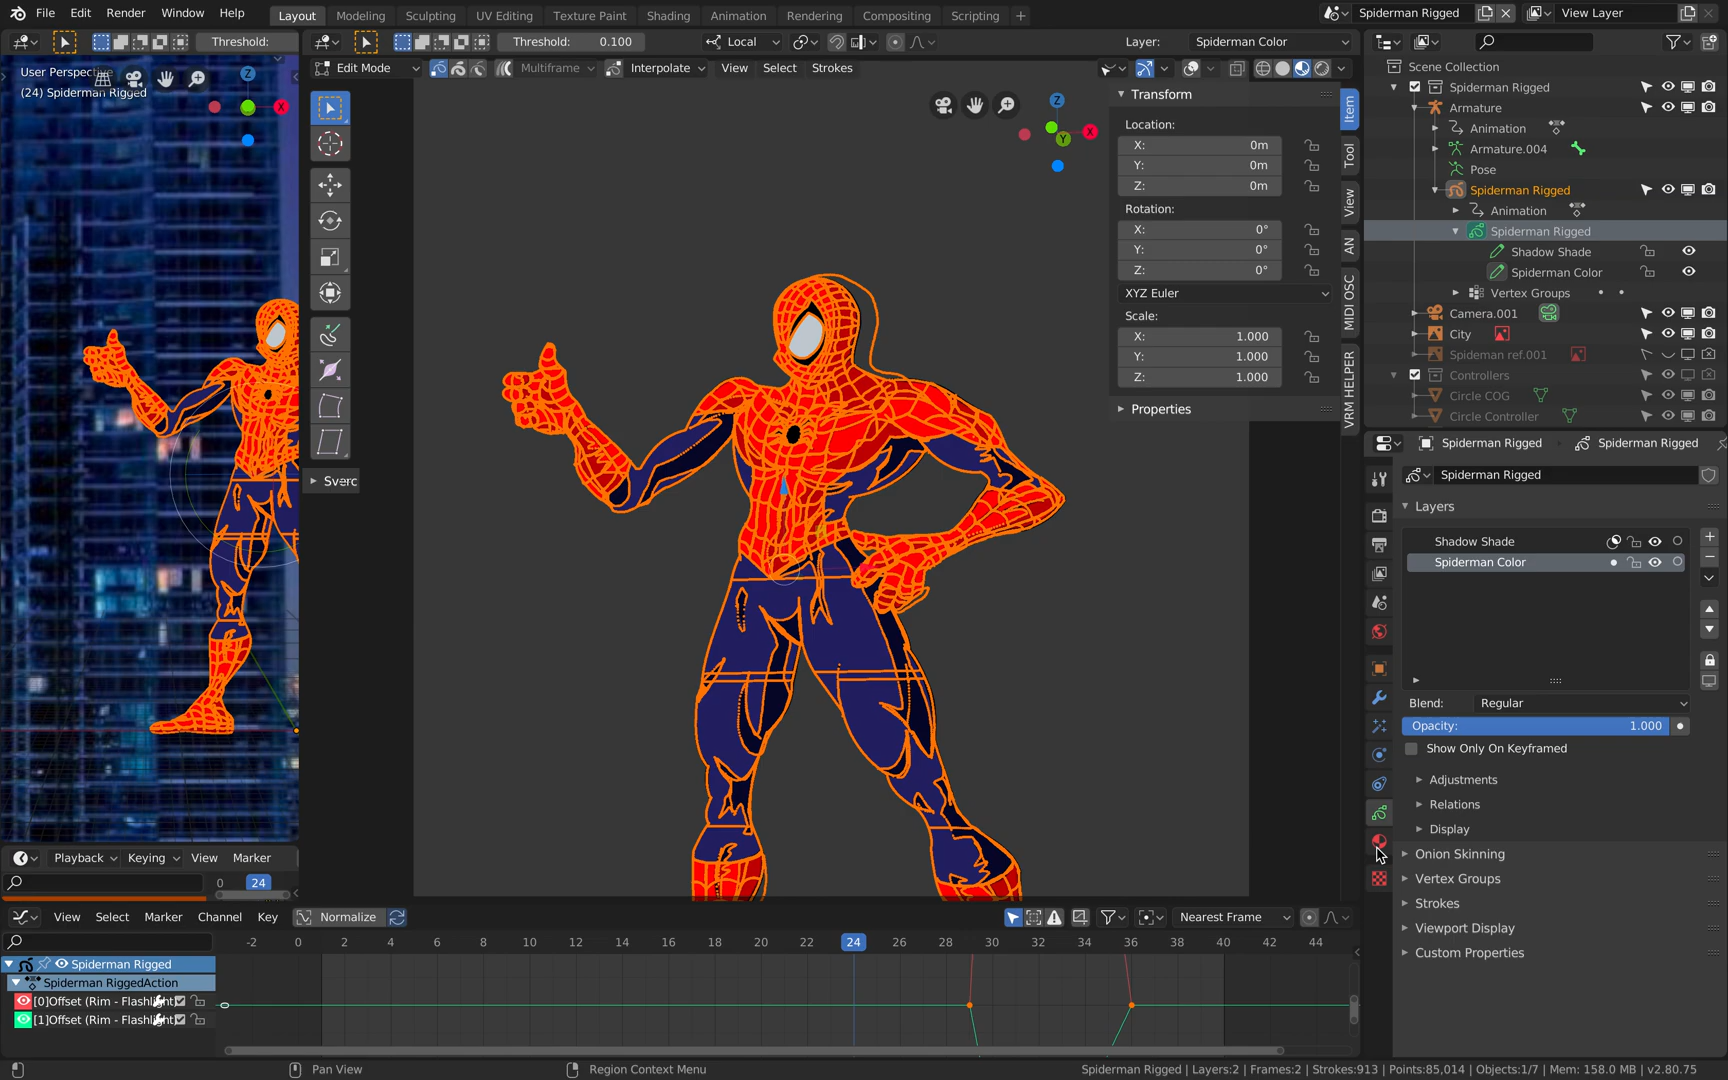 File Edit Render Window Help Layout Modeling Sculpting UV Editing Texture Paint Shading Animation Rendering Compositing Scripting + Spiderman Rigged View Layer
Threshold: Threshold: 0.100 Local Layer: Spiderman Color
Edit Mode Multiframe Interpolate View Select Strokes
User Perspec
(24) Spiderman Rigged
Z
X
Z
X
Y
Sverc
Transform
Location:
X: 0m
Y: 0m
Z: 0m
Rotation:
X: 0°
Y: 0°
Z: 0°
XYZ Euler
Scale:
X: 1.000
Y: 1.000
Z: 1.000
Properties
Item
Tool
View
AN
MIDI OSC
VRM HELPER
Scene Collection
Spiderman Rigged
Armature
Animation
Armature.004
Pose
Spiderman Rigged
Animation
Spiderman Rigged
Shadow Shade
Spiderman Color
Vertex Groups
Camera.001
City
Spideman ref.001
Controllers
Circle COG
Circle Controller
Spiderman Rigged Spiderman Rigged
Spiderman Rigged
Layers
Shadow Shade
Spiderman Color
Blend: Regular
Opacity: 1.000
Show Only On Keyframed
Adjustments
Relations
Display
Onion Skinning
Vertex Groups
Strokes
Viewport Display
Custom Properties
Playback Keying View Marker
0 24
View Select Marker Channel Key Normalize Nearest Frame
-2 0 2 4 6 8 10 12 14 16 18 20 22 24 26 28 30 32 34 36 38 40 42 44
Spiderman Rigged
Spiderman RiggedAction
[0]Offset (Rim - Flashlight
[1]Offset (Rim - Flashlight
Pan View Region Context Menu Spiderman Rigged | Layers:2 | Frames:2 | Strokes:913 | Points:85,014 | Objects:1/7 | Mem: 158.0 MB | v2.80.75